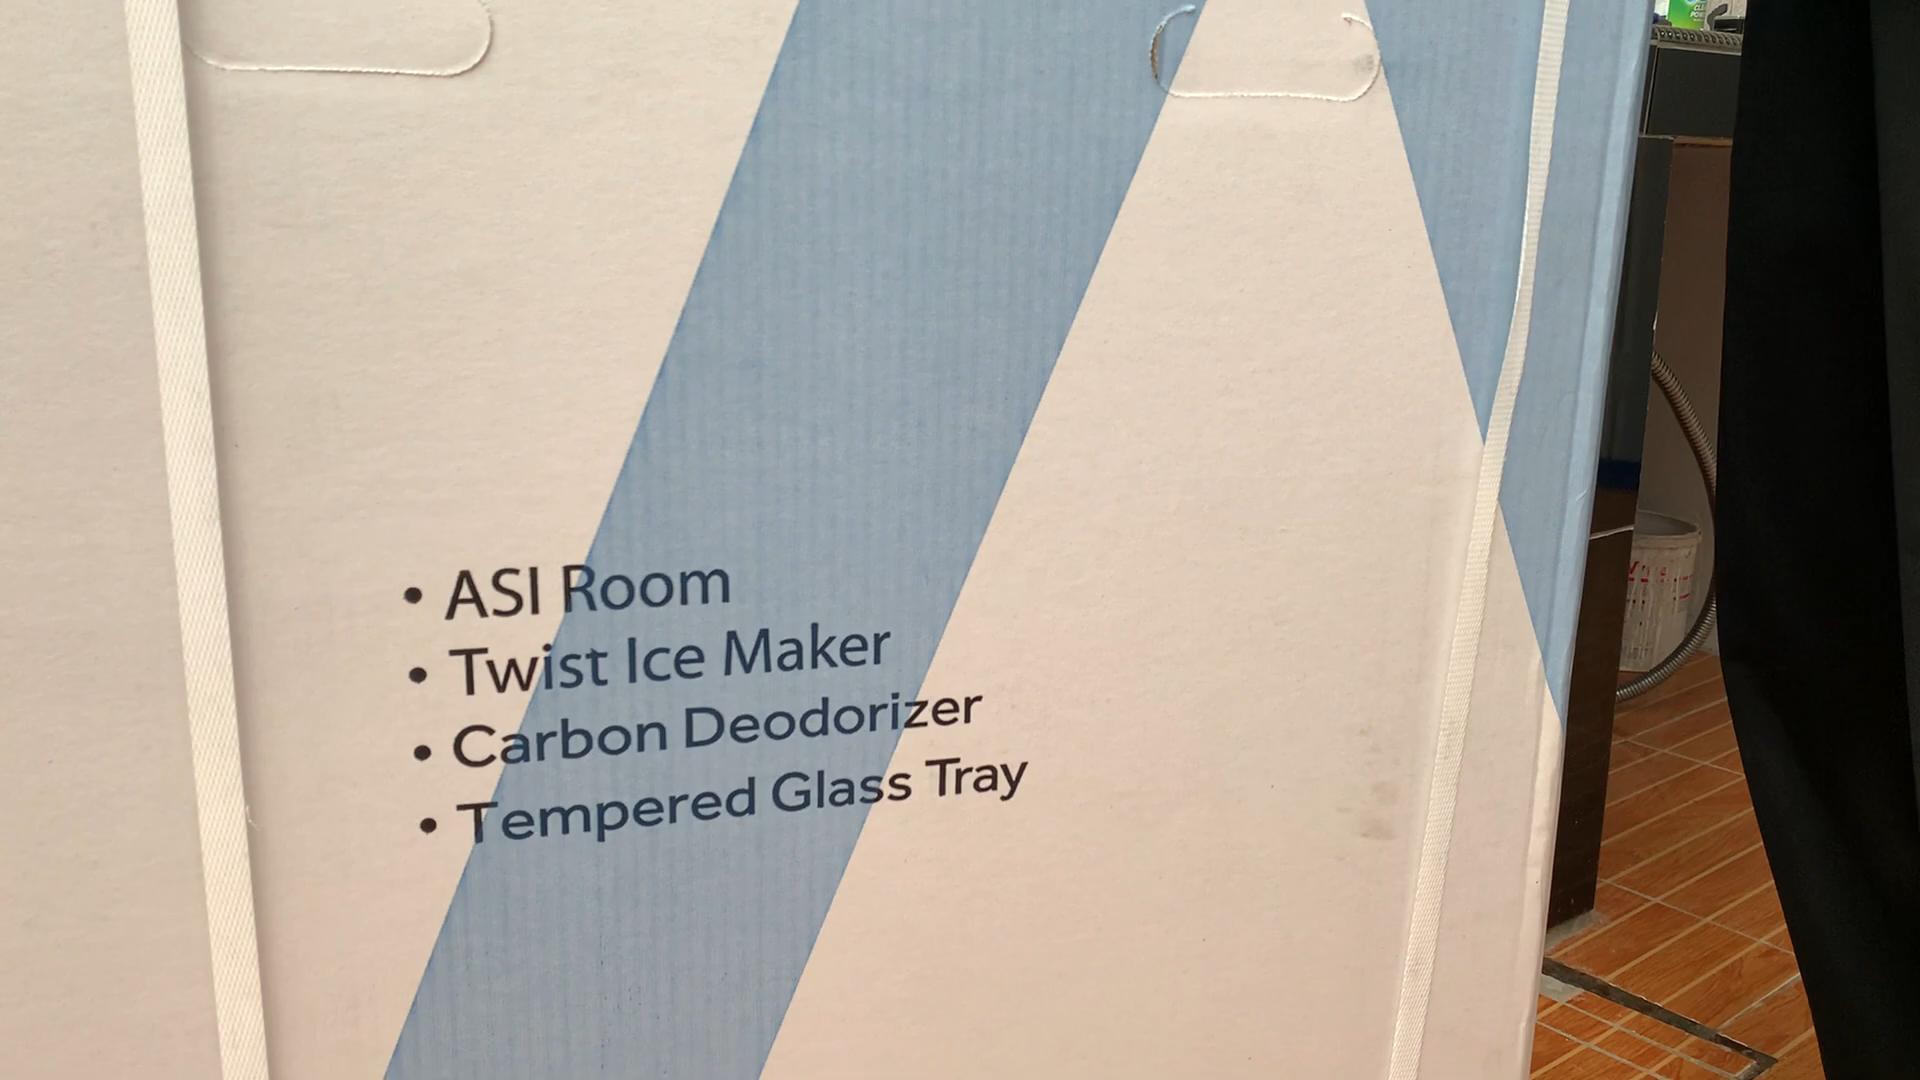 • ASI Room
• Twist Ice Maker
• Carbon Deodorizer
• Tempered Glass Tray